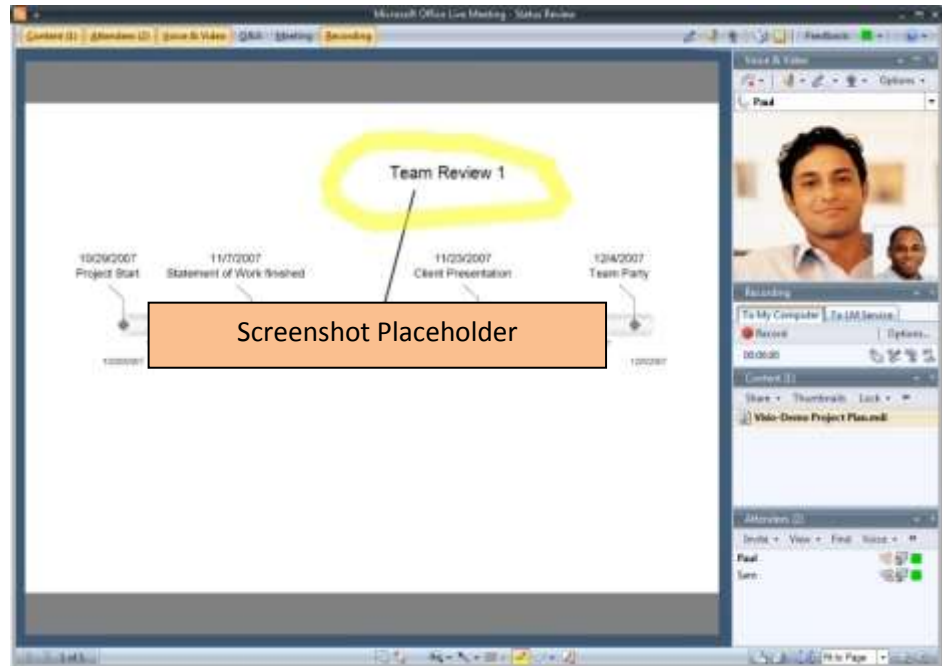 Microsoft Office Live Meeting - Status Review
Content (1) Attendees (2) Voice & Video Q&A Meeting Recording
Feedback
Voice & Video
Options
Paul
Team Review 1
10/29/2007
Project Start
11/7/2007
Statement of Work finished
11/23/2007
Client Presentation
12/4/2007
Team Party
Screenshot Placeholder
Recording
To My Computer To LM Service
Record Options...
00:00:00
Content (1)
Share Thumbnails Lock
Visio-Demo Project Plan.mdi
Attendees (2)
Invite View Find Voice
Paul
Fit to Page